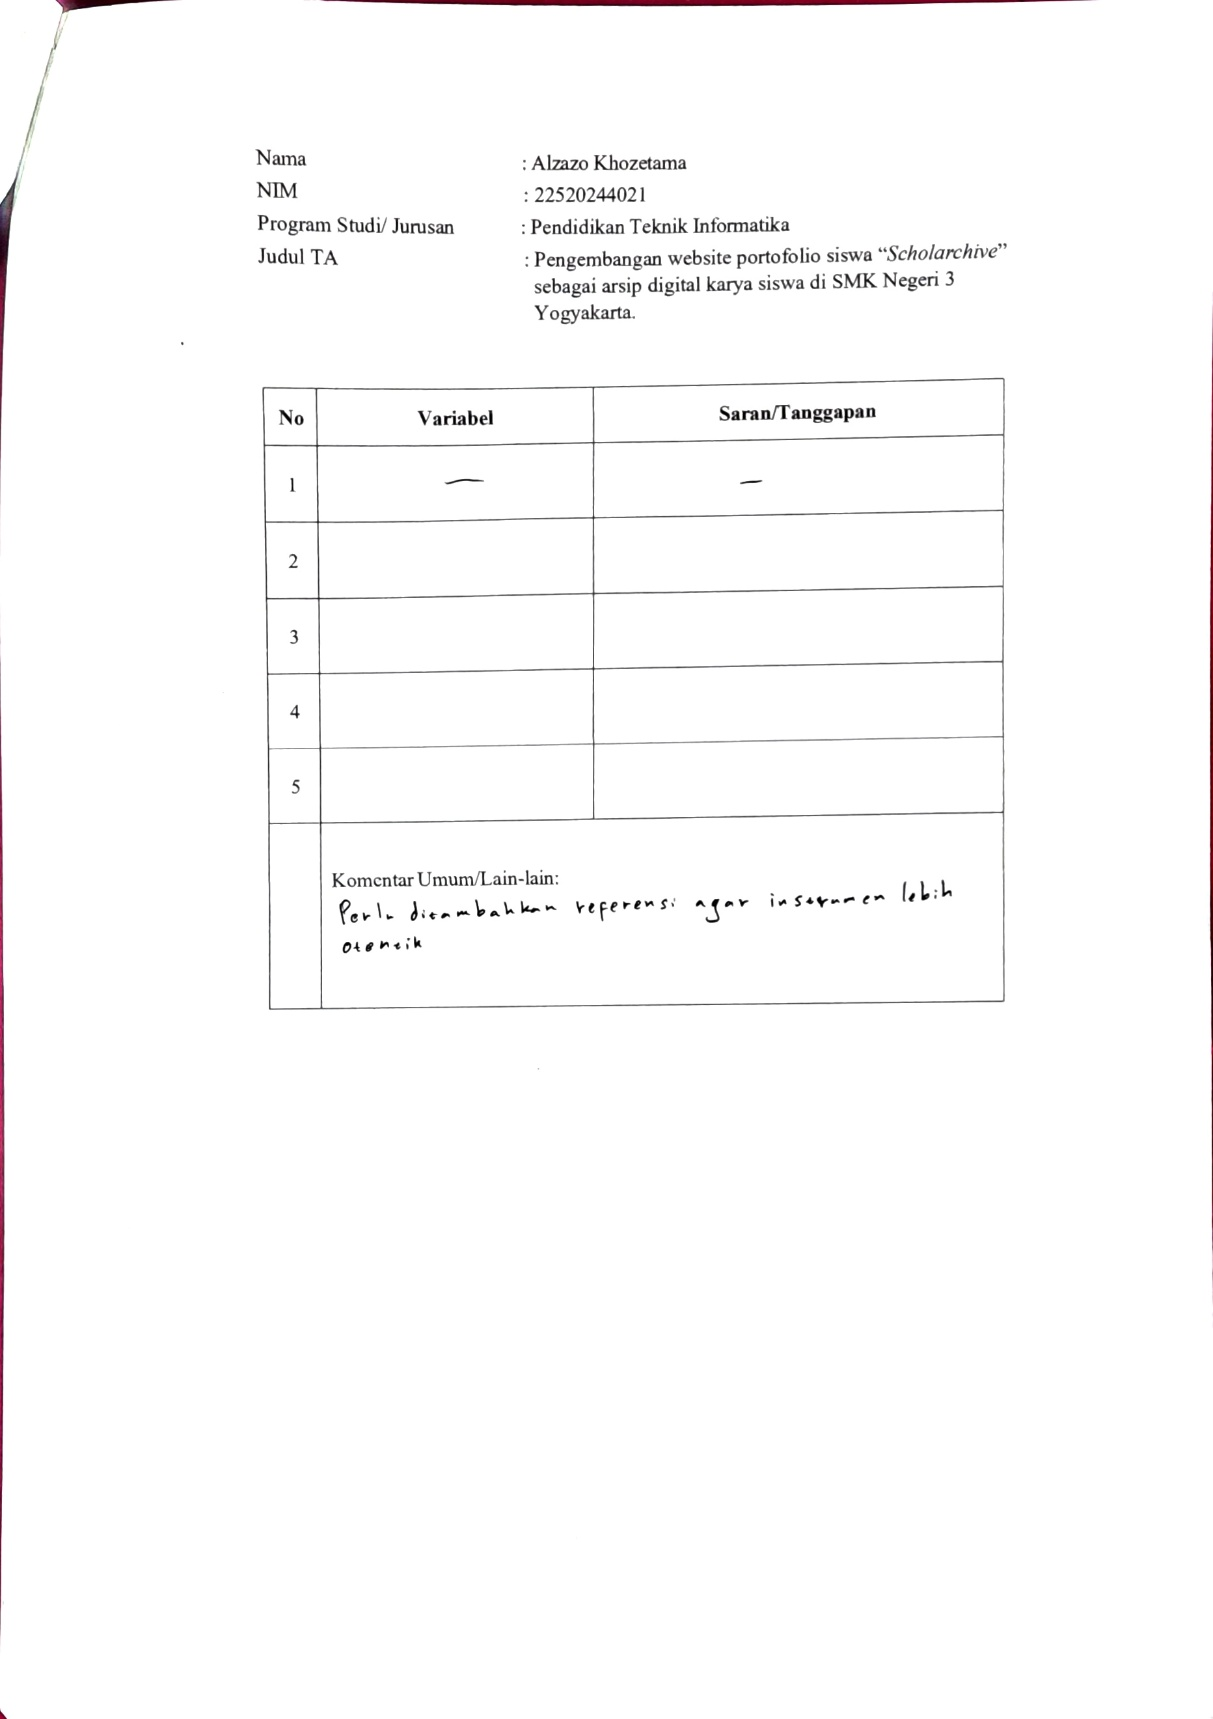 Nama : Alzazo Khozetama
NIM : 22520244021
Program Studi/ Jurusan : Pendidikan Teknik Informatika
Judul TA : Pengembangan website portofolio siswa “Scholarchive”
sebagai arsip digital karya siswa di SMK Negeri 3
Yogyakarta.
No Variabel Saran/Tanggapan
1 — —
2
3
4
5
Komentar Umum/Lain-lain:
Perlu ditambahkan referensi agar instrumen lebih
otentik